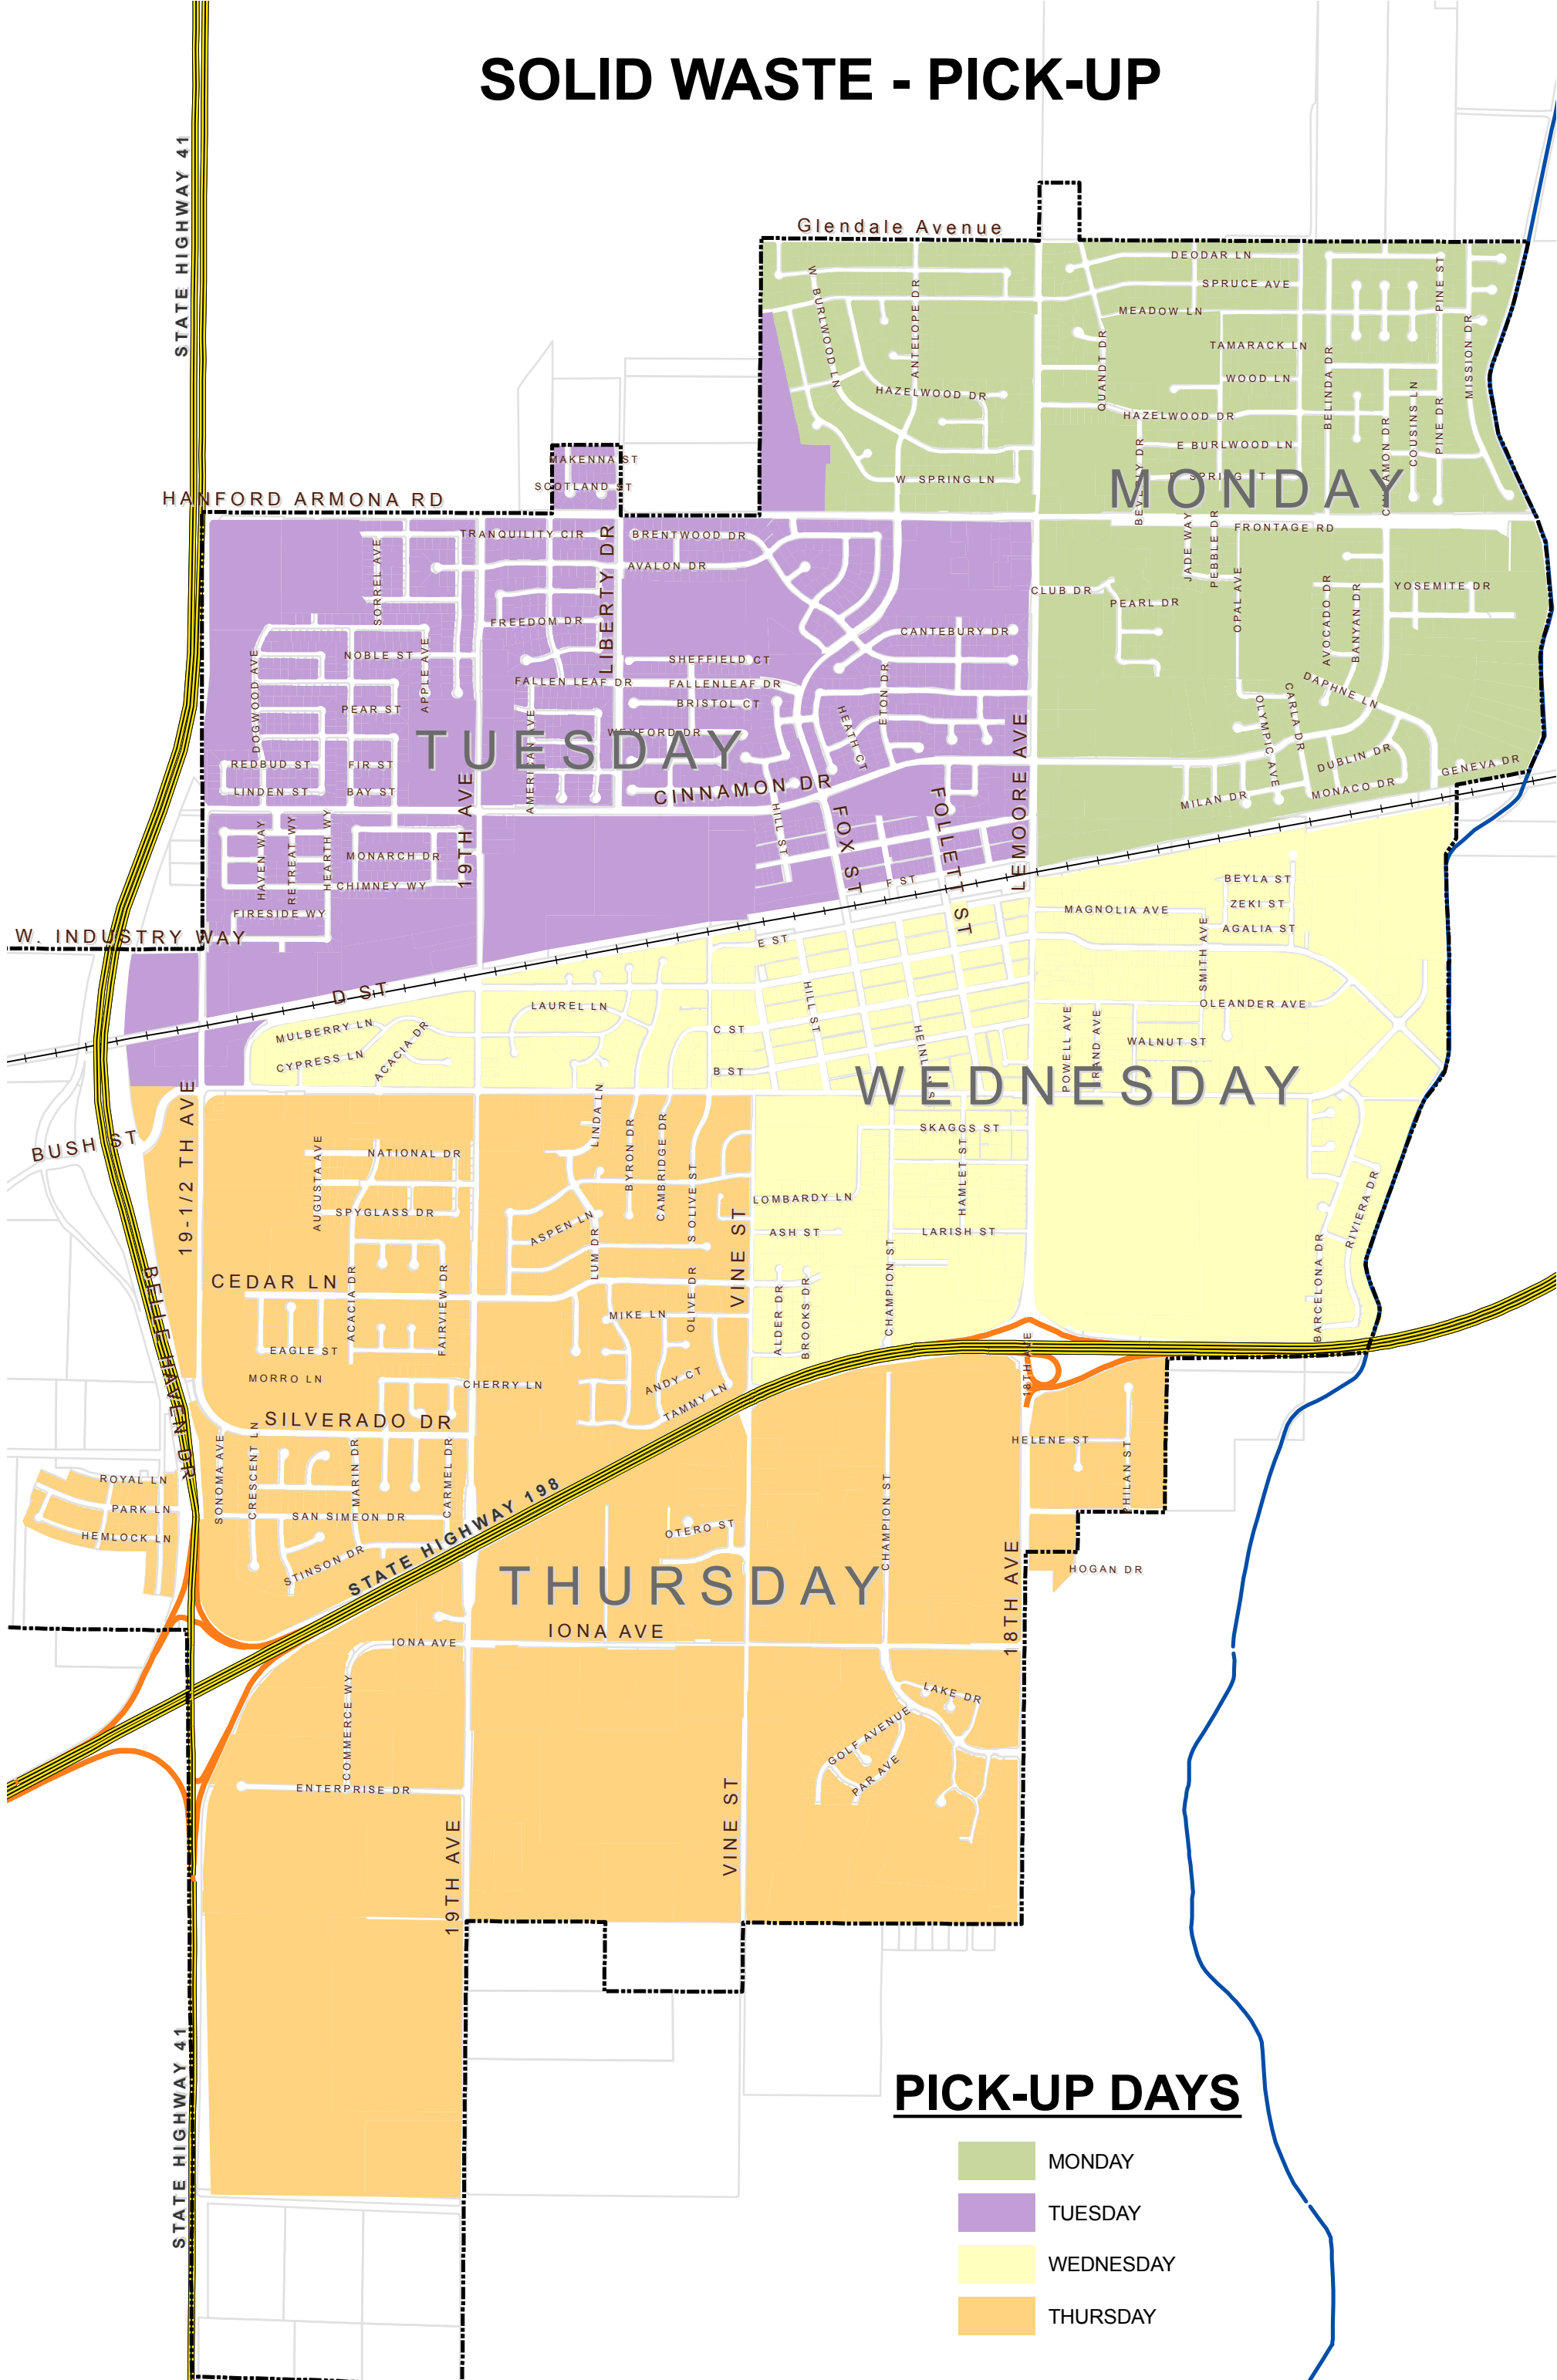 SOLID WASTE - PICK-UP
STATE HIGHWAY 41
Glendale Avenue
DEODAR LN
SPRUCE AVE
MEADOW LN
TAMARACK LN
WOOD LN
W. BURLWOOD LN
ANTELOPE DR
HAZELWOOD DR
QUANDT DR
HAZELWOOD DR
E BURLWOOD LN
BELINDA DR
PINE ST
MISSION DR
COUSINS LN
PINE DR
BEVERLY DR
W SPRING LN
MONDAY
MAKENNA ST
SCOTLAND ST
HANFORD ARMONA RD
FRONTAGE RD
TRANQUILITY CIR
BRENTWOOD DR
AVALON DR
SORREL AVE
LIBERTY DR
FREEDOM DR
CANTEBURY DR
CLUB DR
PEARL DR
JADE WAY
PEBBLE DR
OPAL AVE
AVOCADO DR
BANYAN DR
YOSEMITE DR
NOBLE ST
APPLE AVE
DOGWOOD AVE
SHEFFIELD CT
FALLEN LEAF DR
FALLENLEAF DR
BRISTOL CT
PEAR ST
HEATH CT
ETON DR
DAPHNE LN
CARLA DR
OLYMPIC AVE
WEXFORD DR
TUESDAY
AMERICAN AVE
REDBUD ST
FIR ST
LINDEN ST
BAY ST
CINNAMON DR
LEMOORE AVE
DUBLIN DR
MONACO DR
GENEVA DR
MILAN DR
19TH AVE
HILL ST
FOX ST
FOLLETT ST
HAVEN WAY
RETREAT WY
HEARTH WY
MONARCH DR
CHIMNEY WY
FIRESIDE WY
F ST
BEYLA ST
ZEKI ST
AGALIA ST
MAGNOLIA AVE
SMITH AVE
W. INDUSTRY WAY
E ST
D ST
LAUREL LN
MULBERRY LN
CYPRESS LN
ACACIA DR
C ST
B ST
HILL ST
OLEANDER AVE
WALNUT ST
POWELL AVE
WEDNESDAY
BUSH ST
19-1/2 TH AVE
NATIONAL DR
AUGUSTA AVE
SPYGLASS DR
LINDA LN
BYRON DR
CAMBRIDGE DR
S OLIVE ST
ASPEN LN
LUM DR
VINE ST
SKAGGS ST
HAMLET ST
LOMBARDY LN
ASH ST
LARISH ST
RIVIERA DR
BARCELONA DR
CEDAR LN
ACACIA DR
FAIRVIEW DR
EAGLE ST
MIKE LN
OLIVE DR
ALDER DR
BROOKS DR
CHAMPION ST
18TH AVE
BELLE HAVEN DR
MORRO LN
CHERRY LN
ANDY CT
TAMMY LN
SILVERADO DR
SONOMA AVE
CRESCENT LN
MARIN DR
CARMEL DR
SAN SIMEON DR
STINSON DR
ROYAL LN
PARK LN
HEMLOCK LN
STATE HIGHWAY 198
OTERO ST
CHAMPION ST
HELENE ST
PHILAN ST
HOGAN DR
THURSDAY
18TH AVE
IONA AVE
IONA AVE
COMMERCE WY
LAKE DR
GOLF AVENUE
PAR AVE
ENTERPRISE DR
19TH AVE
VINE ST
STATE HIGHWAY 41
PICK-UP DAYS
MONDAY
TUESDAY
WEDNESDAY
THURSDAY